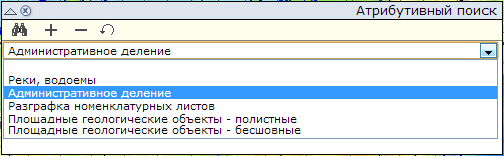 Атрибутивный поиск
Административное деление
Реки, водоемы
Административное деление
Разграфка номенклатурных листов
Площадные геологические объекты - полистные
Площадные геологические объекты - бесшовные